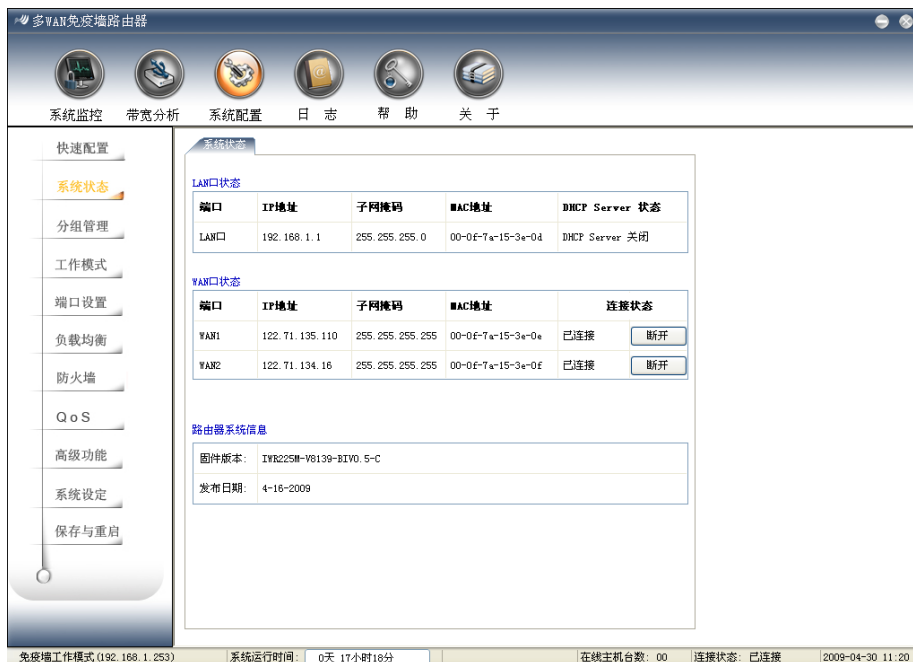 多WAN免疫墙路由器
系统监控 带宽分析 系统配置 日 志 帮 助 关 于
快速配置
系统状态
分组管理
工作模式
端口设置
负载均衡
防火墙
QoS
高级功能
系统设定
保存与重启
系统状态
LAN口状态
端口 IP地址 子网掩码 MAC地址 DHCP Server 状态
LAN口 192.168.1.1 255.255.255.0 00-0f-7a-15-3e-0d DHCP Server 关闭
WAN口状态
端口 IP地址 子网掩码 MAC地址 连接状态
WAN1 122.71.135.110 255.255.255.255 00-0f-7a-15-3e-0e 已连接 断开
WAN2 122.71.134.16 255.255.255.255 00-0f-7a-15-3e-0f 已连接 断开
路由器系统信息
固件版本: IWR225M-V8139-BIV0.5-C
发布日期: 4-16-2009
免疫墙工作模式(192.168.1.253) 系统运行时间: 0天 17小时18分 在线主机台数: 00 连接状态: 已连接 2009-04-30 11:20